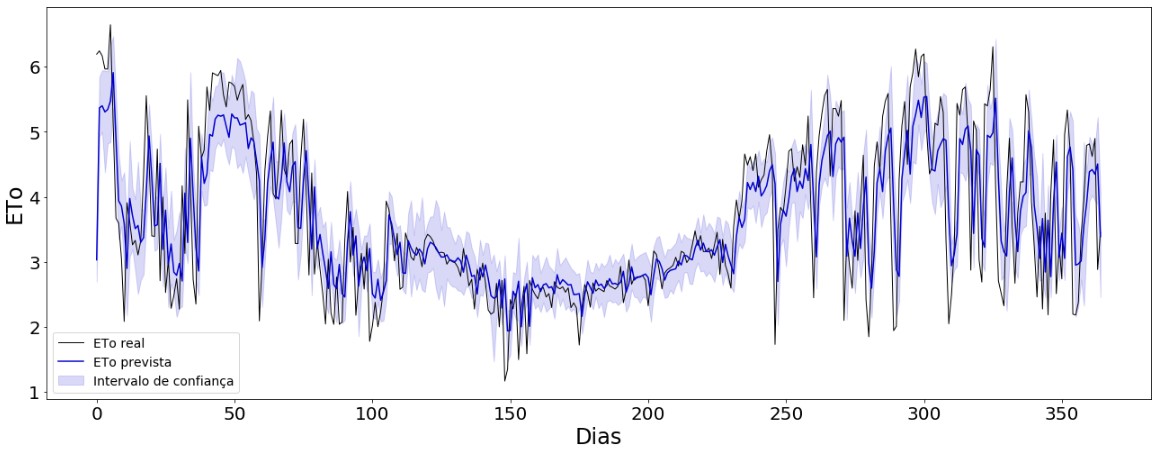 ETo
6
5
4
3
2
1
ETo real
ETo prevista
Intervalo de confiança
0 50 100 150 200 250 300 350
Dias